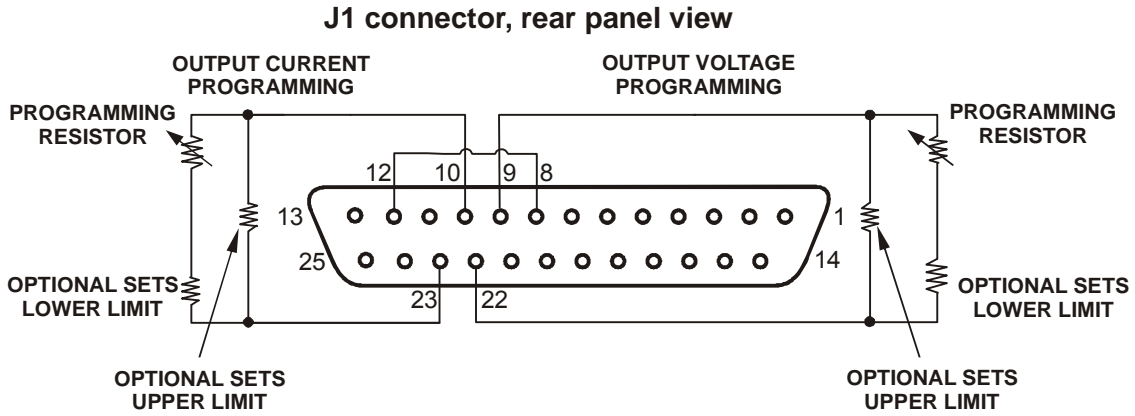 J1 connector, rear panel view
OUTPUT CURRENT
PROGRAMMING
OUTPUT VOLTAGE
PROGRAMMING
PROGRAMMING
RESISTOR
PROGRAMMING
RESISTOR
12
10
9
8
13
1
25
14
23
22
OPTIONAL SETS
LOWER LIMIT
OPTIONAL SETS
LOWER LIMIT
OPTIONAL SETS
UPPER LIMIT
OPTIONAL SETS
UPPER LIMIT